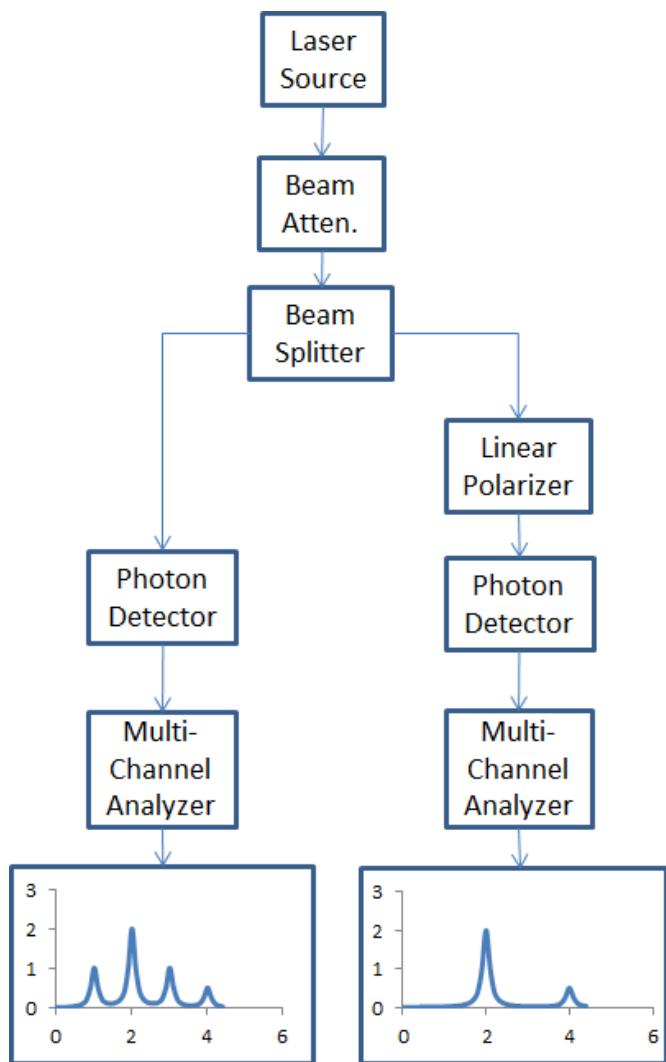 Laser
Source
Beam
Atten.
Beam
Splitter
Linear
Polarizer
Photon
Detector
Photon
Detector
Multi-
Channel
Analyzer
Multi-
Channel
Analyzer
3
2
1
0
0 2 4 6
3
2
1
0
0 2 4 6